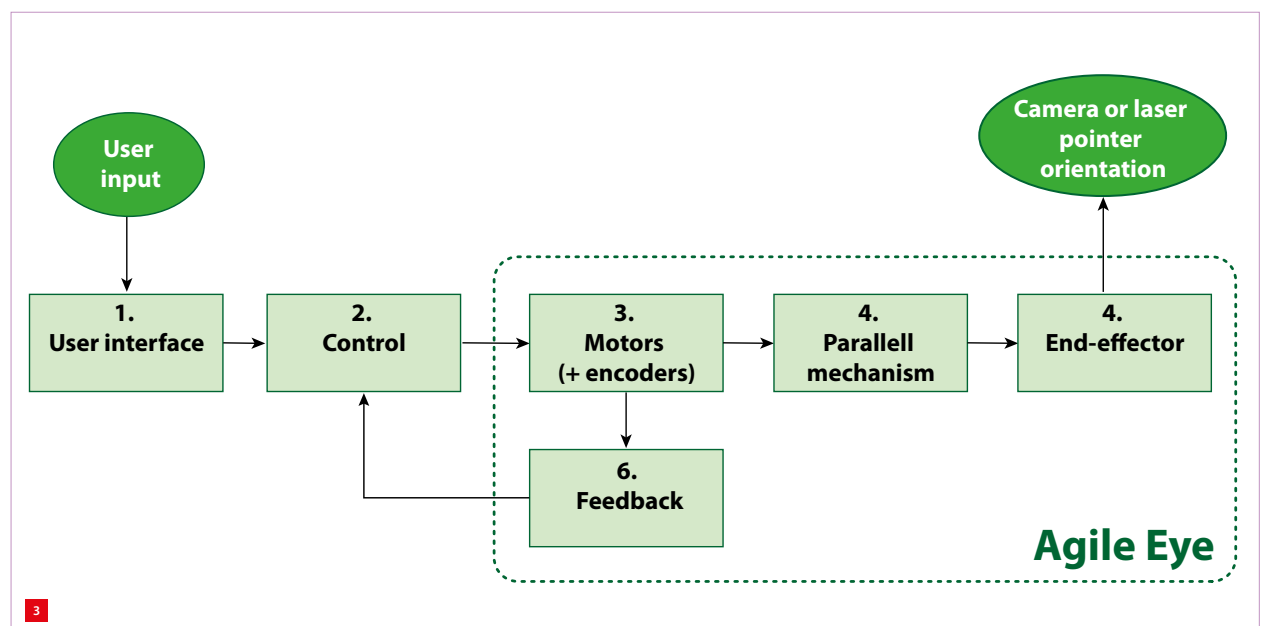 User
input
Camera or laser
pointer
orientation
1.
User interface
2.
Control
3.
Motors
(+ encoders)
4.
Parallell
mechanism
4.
End-effector
6.
Feedback
Agile Eye
3